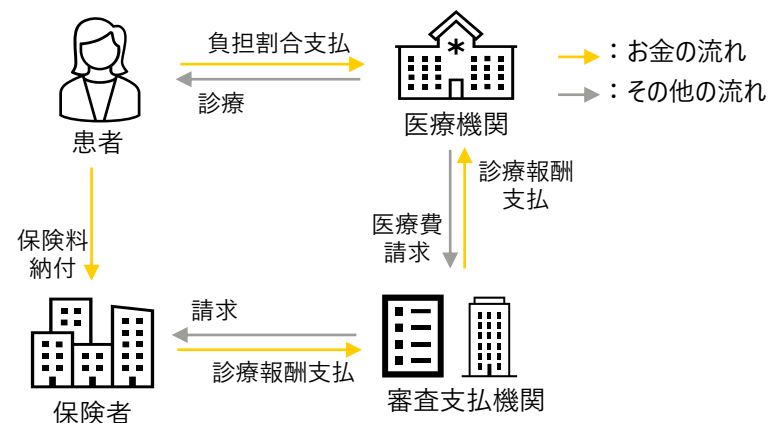 負担割合支払
診療
患者
医療機関
：お金の流れ
：その他の流れ
保険料
納付
医療費
請求
診療報酬
支払
請求
診療報酬支払
保険者
審査支払機関